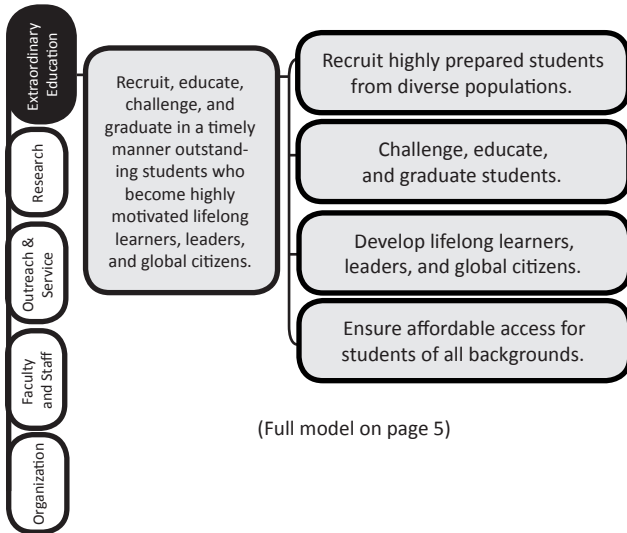 Extraordinary
Education
Research
Outreach &
Service
Faculty
and Staff
Organization
Recruit, educate,
challenge, and
graduate in a timely
manner outstand-
ing students who
become highly
motivated lifelong
learners, leaders,
and global citizens.
Recruit highly prepared students
from diverse populations.
Challenge, educate,
and graduate students.
Develop lifelong learners,
leaders, and global citizens.
Ensure affordable access for
students of all backgrounds.
(Full model on page 5)